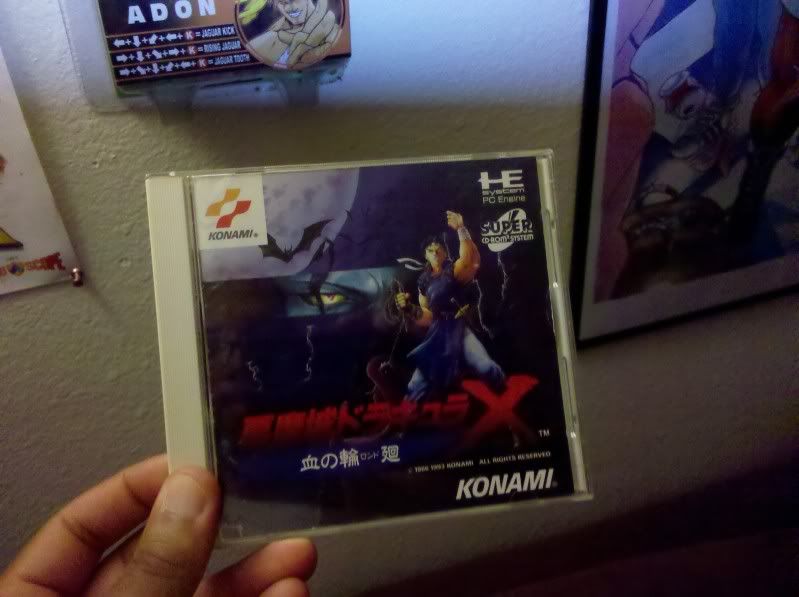 ADON
←+↓+↙+←+K=JAGUAR KICK
→+↓+↘+→+K=RISING JAGUAR
→+→+↘+→+K=JAGUAR TOOTH
KONAMI®
HE
system
PC Engine
SUPER
CD-ROM² SYSTEM
悪魔城ドラキュラX
TM
血の輪ロンド廻
© 1986 1993 KONAMI ALL RIGHTS RESERVED
KONAMI®